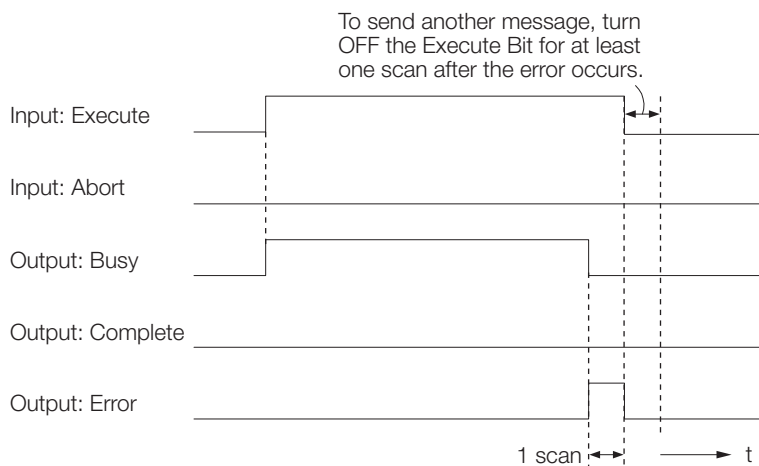 To send another message, turn
OFF the Execute Bit for at least
one scan after the error occurs.
Input: Execute
Input: Abort
Output: Busy
Output: Complete
Output: Error
1 scan
t